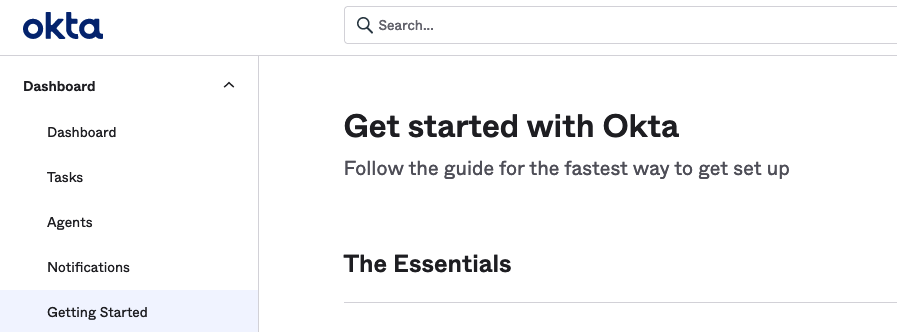 okta
Search...
Dashboard
Dashboard
Tasks
Agents
Notifications
Getting Started
Get started with Okta
Follow the guide for the fastest way to get set up
The Essentials